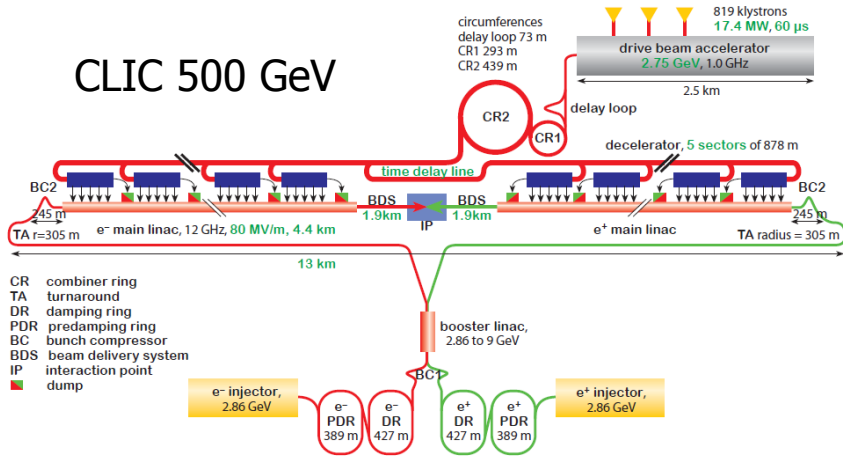 CLIC 500 GeV
circumferences
delay loop 73 m
CR1 293 m
CR2 439 m
819 klystrons
17.4 MW, 60 μs
drive beam accelerator
2.75 GeV, 1.0 GHz
2.5 km
delay loop
CR2
CR1
decelerator, 5 sectors of 878 m
time delay line
BC2
BDS
1.9km
IP
BDS
1.9km
BC2
245 m
245 m
TA r=305 m
e⁻ main linac, 12 GHz, 80 MV/m, 4.4 km
e⁺ main linac
TA radius = 305 m
13 km
CR combiner ring
TA turnaround
DR damping ring
PDR predamping ring
BC bunch compressor
BDS beam delivery system
IP interaction point
dump
booster linac,
2.86 to 9 GeV
BC1
e⁻ injector,
2.86 GeV
e⁻
PDR
389 m
e⁻
DR
427 m
e⁺
DR
427 m
e⁺
PDR
389 m
e⁺ injector,
2.86 GeV